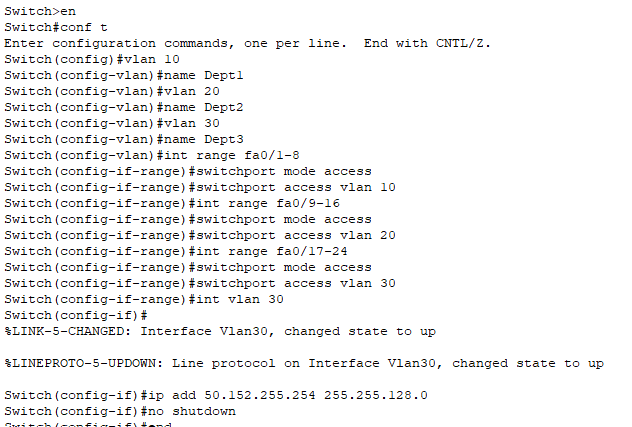 Switch>en
Switch#conf t
Enter configuration commands, one per line.  End with CNTL/Z.
Switch(config)#vlan 10
Switch(config-vlan)#name Dept1
Switch(config-vlan)#vlan 20
Switch(config-vlan)#name Dept2
Switch(config-vlan)#vlan 30
Switch(config-vlan)#name Dept3
Switch(config-vlan)#int range fa0/1-8
Switch(config-if-range)#switchport mode access
Switch(config-if-range)#switchport access vlan 10
Switch(config-if-range)#int range fa0/9-16
Switch(config-if-range)#switchport mode access
Switch(config-if-range)#switchport access vlan 20
Switch(config-if-range)#int range fa0/17-24
Switch(config-if-range)#switchport mode access
Switch(config-if-range)#switchport access vlan 30
Switch(config-if-range)#int vlan 30
Switch(config-if)#
%LINK-5-CHANGED: Interface Vlan30, changed state to up
%LINEPROTO-5-UPDOWN: Line protocol on Interface Vlan30, changed state to up
Switch(config-if)#ip add 50.152.255.254 255.255.128.0
Switch(config-if)#no shutdown
Switch(config-if)#end